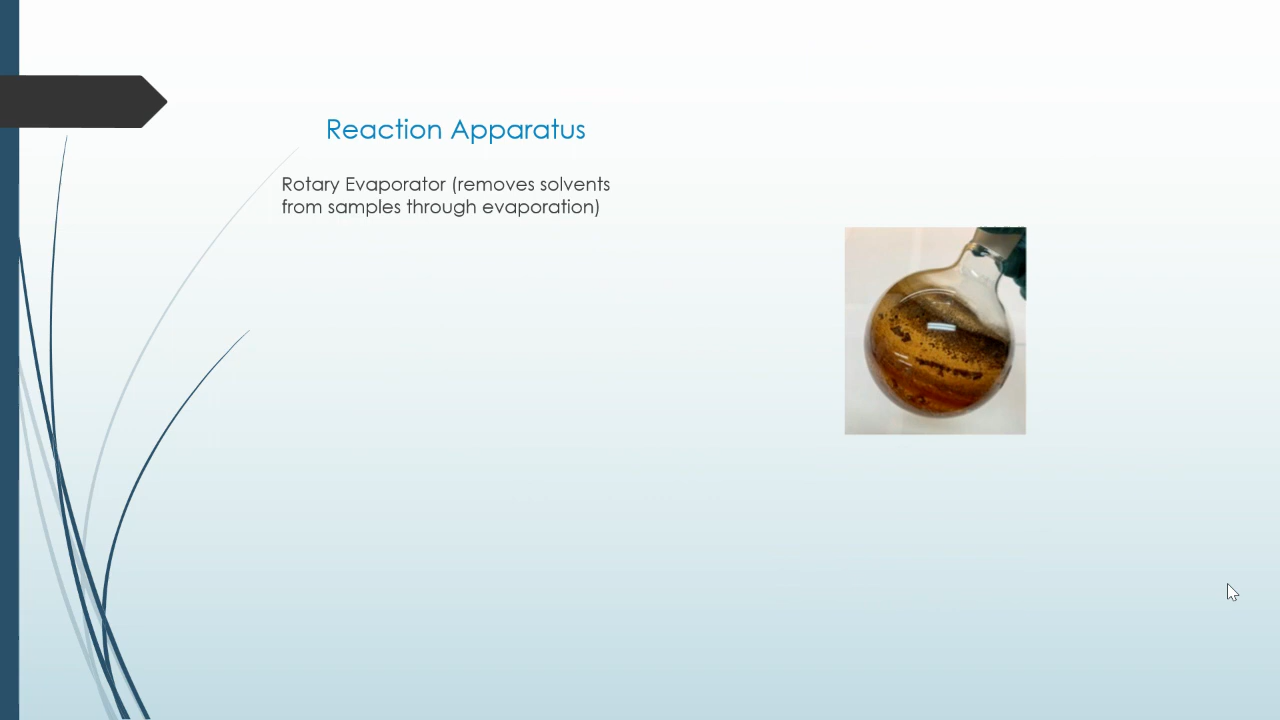 Reaction Apparatus
Rotary Evaporator (removes solvents
from samples through evaporation)